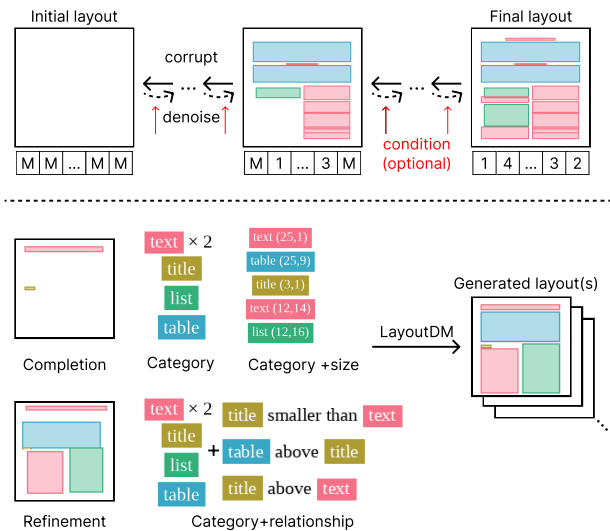 Initial layout
Final layout
corrupt
...
...
denoise
condition
(optional)
M M ... M M
M 1 ... 3 M
1 4 ... 3 2
text × 2
title
list
table
text (25,1)
table (25,9)
title (3,1)
text (12,14)
list (12,16)
Generated layout(s)
LayoutDM
Completion
Category
Category +size
text × 2
title
list
table
+
title smaller than text
table above title
title above text
Refinement
Category+relationship